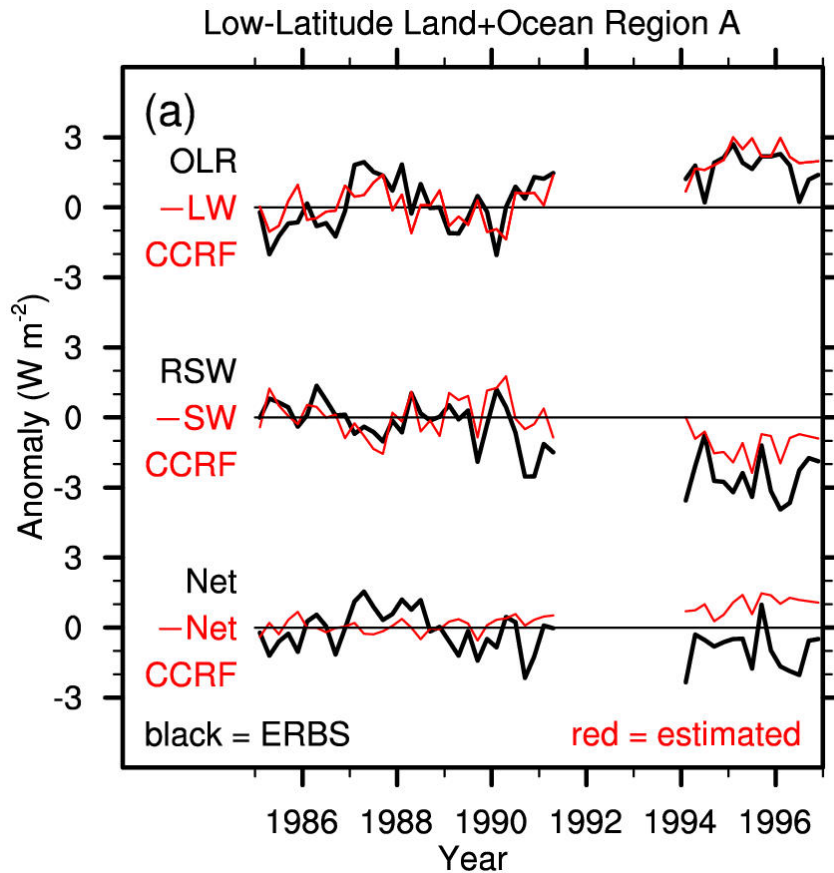 Low-Latitude Land+Ocean Region A
(a)
3
OLR
0
—LW
CCRF
-3
3
RSW
0
—SW
CCRF
-3
3
Net
0
—Net
CCRF
-3
Anomaly (W m⁻²)
black = ERBS
red = estimated
1986 1988 1990 1992 1994 1996
Year